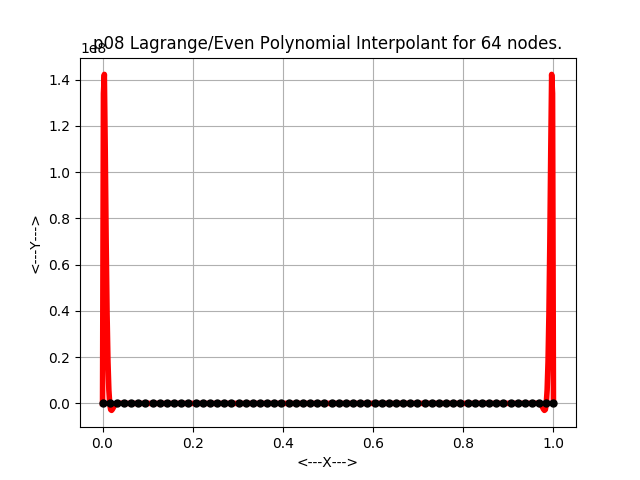 p08 Lagrange/Even Polynomial Interpolant for 64 nodes.
1e8
1.4
1.2
1.0
0.8
0.6
0.4
0.2
0.0
<---Y--->
0.0 0.2 0.4 0.6 0.8 1.0
<---X--->